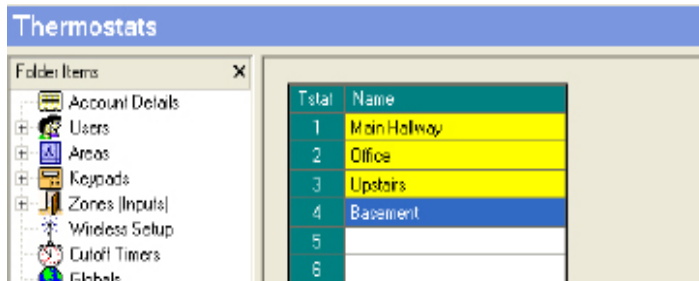 Thermostats
Folder Items
Account Details
Users
Areas
Keypads
Zones (Inputs)
Wireless Setup
Cutoff Timers
Globals
Tstat Name
1 Main Hallway
2 Office
3 Upstairs
4 Basement
5
6